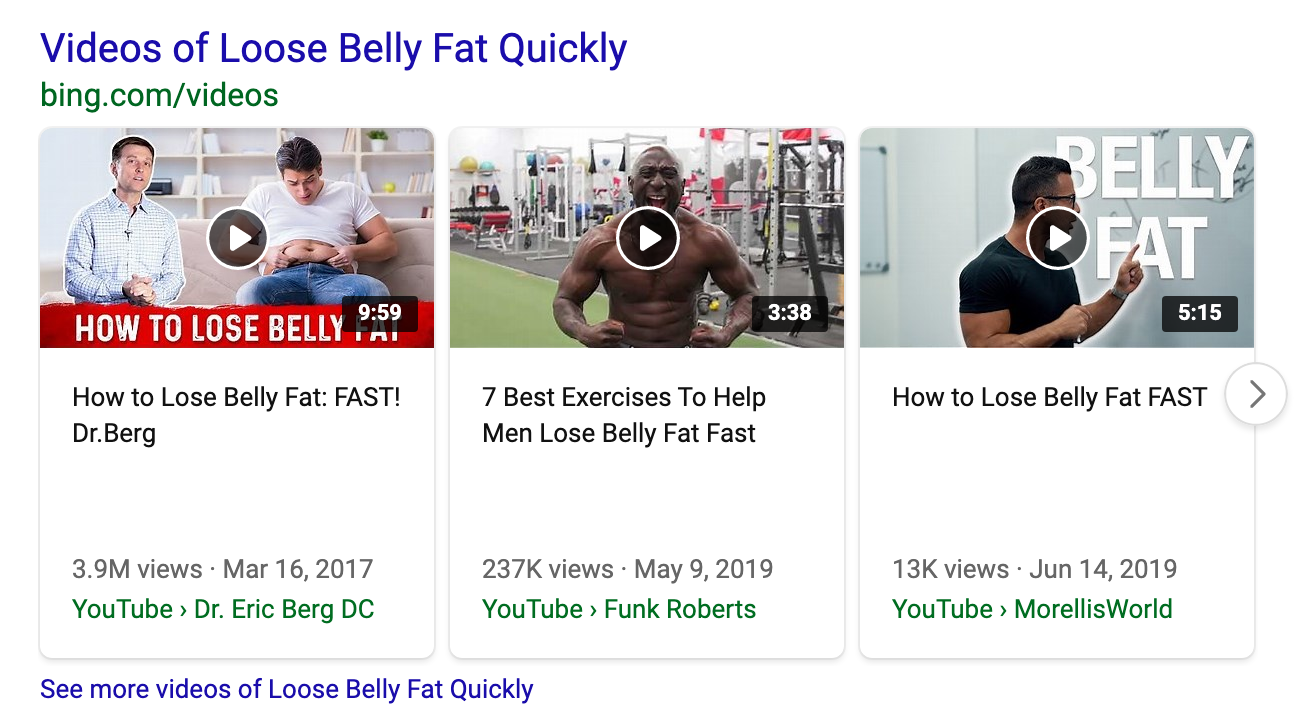 Videos of Loose Belly Fat Quickly
bing.com/videos
HOW TO LOSE BELLY FAT
9:59
3:38
BELLY
FAT
5:15
How to Lose Belly Fat: FAST!
Dr.Berg
7 Best Exercises To Help
Men Lose Belly Fat Fast
How to Lose Belly Fat FAST
3.9M views · Mar 16, 2017
YouTube › Dr. Eric Berg DC
237K views · May 9, 2019
YouTube › Funk Roberts
13K views · Jun 14, 2019
YouTube › MorellisWorld
See more videos of Loose Belly Fat Quickly